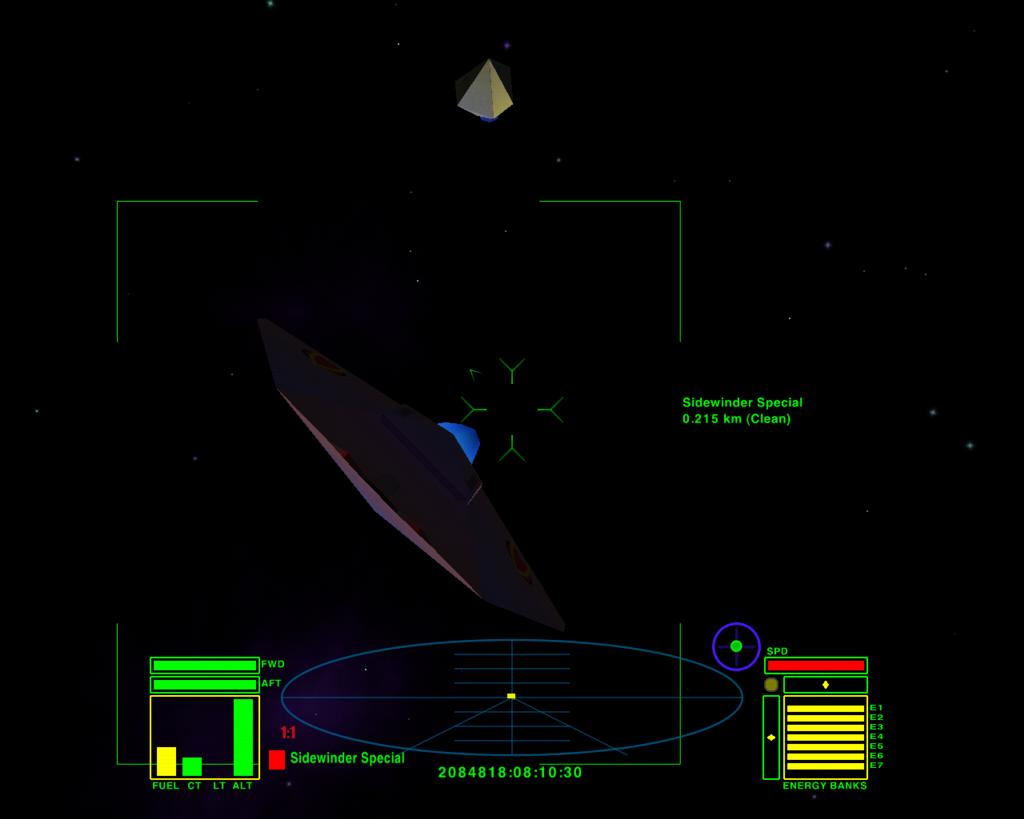 Sidewinder Special
0.215 km (Clean)
SPD
FWD
AFT
E1
E2
E3
E4
E5
E6
E7
1:1
Sidewinder Special
2084818:08:10:30
FUEL CT LT ALT
ENERGY BANKS